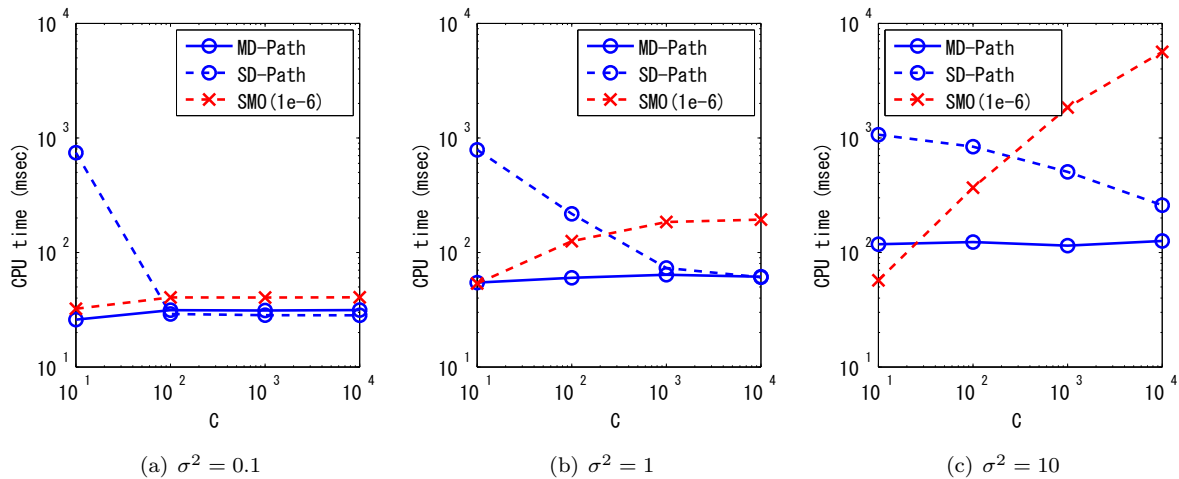 10^4
10^3
10^2
10^1
CPU time (msec)
MD-Path
SD-Path
SMO(1e-6)
10^1 10^2 10^3 10^4
C
(a) σ^2 = 0.1
10^4
10^3
10^2
10^1
CPU time (msec)
MD-Path
SD-Path
SMO(1e-6)
10^1 10^2 10^3 10^4
C
(b) σ^2 = 1
10^4
10^3
10^2
10^1
CPU time (msec)
MD-Path
SD-Path
SMO(1e-6)
10^1 10^2 10^3 10^4
C
(c) σ^2 = 10